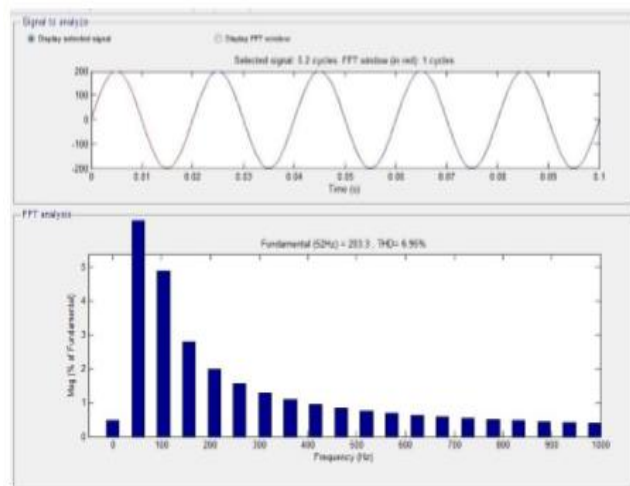 Signal to analyze
Display selected signal Display FFT window
Selected signal: 5.2 cycles. FFT window (in red): 1 cycles
200
100
0
-100
-200
0 0.01 0.02 0.03 0.04 0.05 0.06 0.07 0.08 0.09 0.1
Time (s)
FFT analysis
Fundamental (52Hz) = 203.3 , THD= 6.95%
5
4
3
2
1
0
Mag (% of Fundamental)
0 100 200 300 400 500 600 700 800 900 1000
Frequency (Hz)